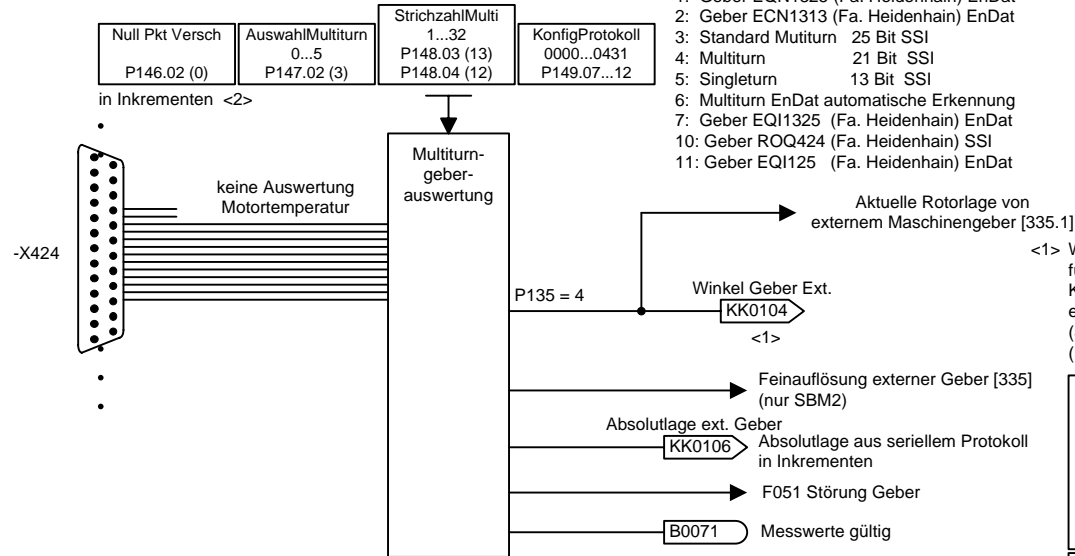 Null Pkt Versch
P146.02 (0)
AuswahlMultiturn
0...5
P147.02 (3)
StrichzahlMulti
1...32
P148.03 (13)
P148.04 (12)
KonfigProtokoll
0000...0431
P149.07...12
in Inkrementen <2>
2: Geber ECN1313 (Fa. Heidenhain) EnDat
3: Standard Mutiturn 25 Bit SSI
4: Multiturn 21 Bit SSI
5: Singleturn 13 Bit SSI
6: Multiturn EnDat automatische Erkennung
7: Geber EQI1325 (Fa. Heidenhain) EnDat
10: Geber ROQ424 (Fa. Heidenhain) SSI
11: Geber EQI125 (Fa. Heidenhain) EnDat
-X424
keine Auswertung
Motortemperatur
Multiturn-
geber-
auswertung
Aktuelle Rotorlage von
externem Maschinengeber [335.1]
<1>
P135 = 4
Winkel Geber Ext.
KK0104
<1>
Feinauflösung externer Geber [335]
(nur SBM2)
Absolutlage ext. Geber
KK0106
Absolutlage aus seriellem Protokoll
in Inkrementen
F051 Störung Geber
B0071
Messwerte gültig